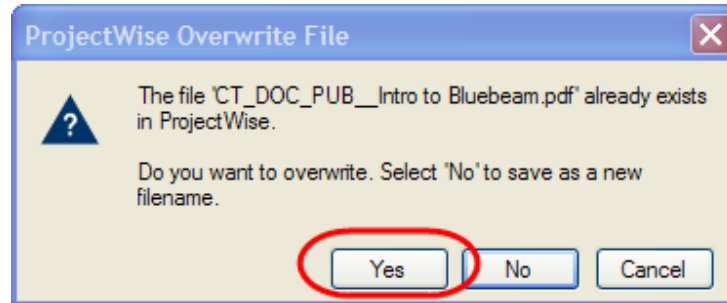 ProjectWise Overwrite File
The file 'CT_DOC_PUB__Intro to Bluebeam.pdf' already exists
in ProjectWise.
Do you want to overwrite. Select 'No' to save as a new
filename.
Yes
No
Cancel